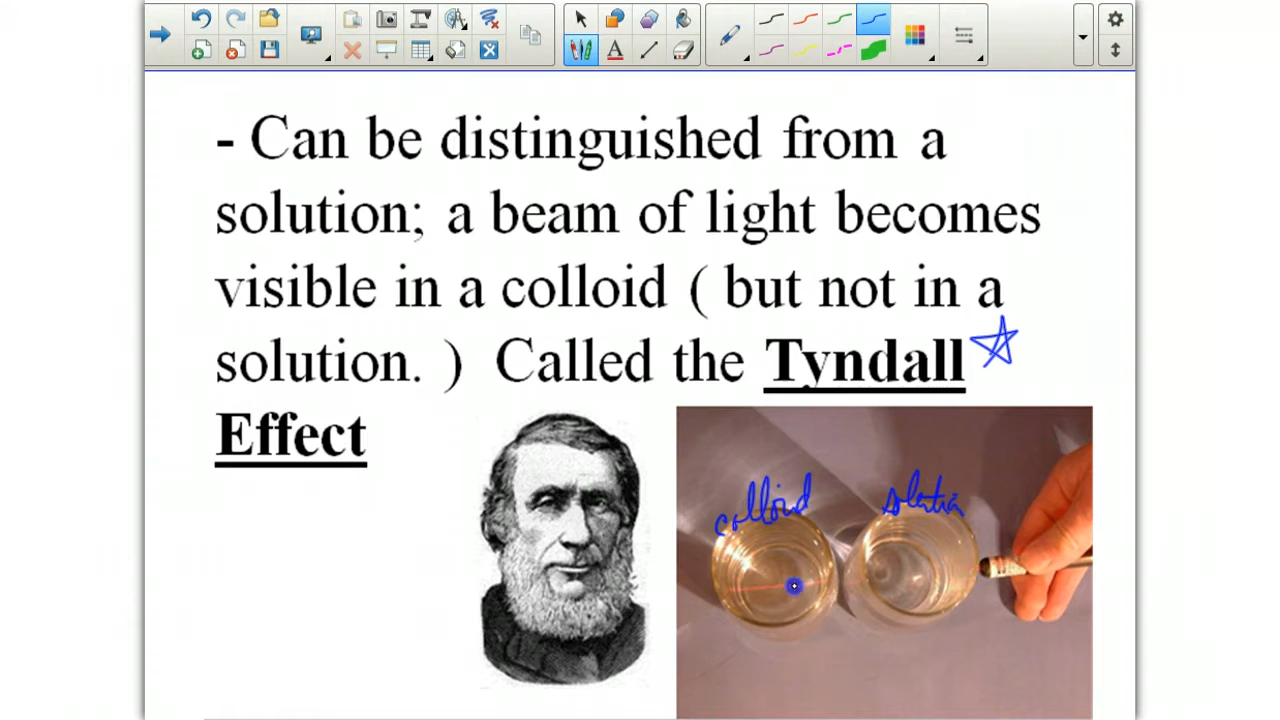 - Can be distinguished from a
solution; a beam of light becomes
visible in a colloid ( but not in a
solution. ) Called the Tyndall
Effect
colloid solution